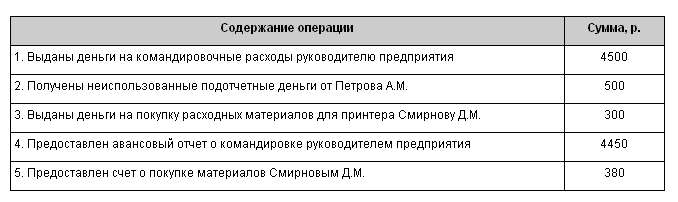 Содержание операции Сумма, р.
1. Выданы деньги на командировочные расходы руководителю предприятия 4500
2. Получены неиспользованные подотчетные деньги от Петрова А.М. 500
3. Выданы деньги на покупку расходных материалов для принтера Смирнову Д.М. 300
4. Предоставлен авансовый отчет о командировке руководителем предприятия 4450
5. Предоставлен счет о покупке материалов Смирновым Д.М. 380